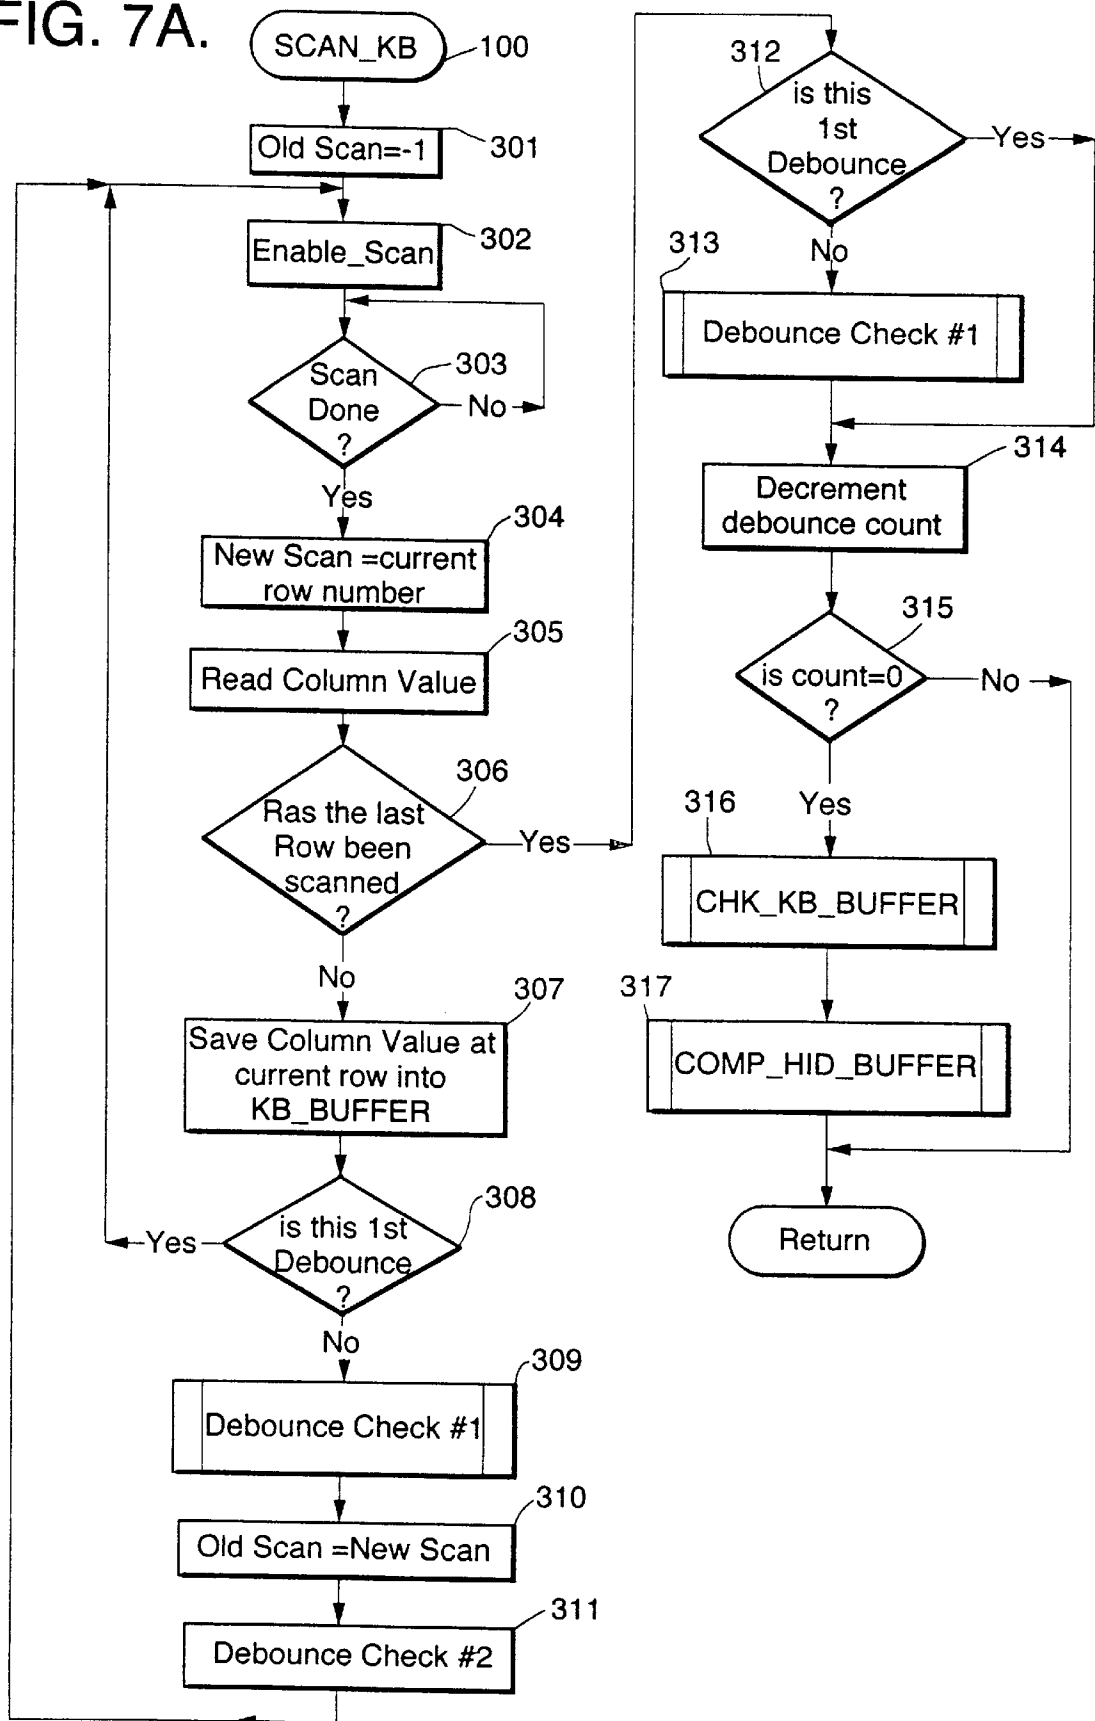 FIG. 7A.
SCAN_KB
100
Old Scan=-1
301
Enable_Scan
302
Scan
Done
?
303
No
Yes
New Scan =current
row number
304
Read Column Value
305
Ras the last
Row been
scanned
?
306
Yes
No
Save Column Value at
current row into
KB_BUFFER
307
is this 1st
Debounce
?
308
Yes
No
Debounce Check #1
309
Old Scan =New Scan
310
Debounce Check #2
311
312
is this
1st
Debounce
?
Yes
No
313
Debounce Check #1
314
Decrement
debounce count
315
is count=0
?
No
Yes
316
CHK_KB_BUFFER
317
COMP_HID_BUFFER
Return